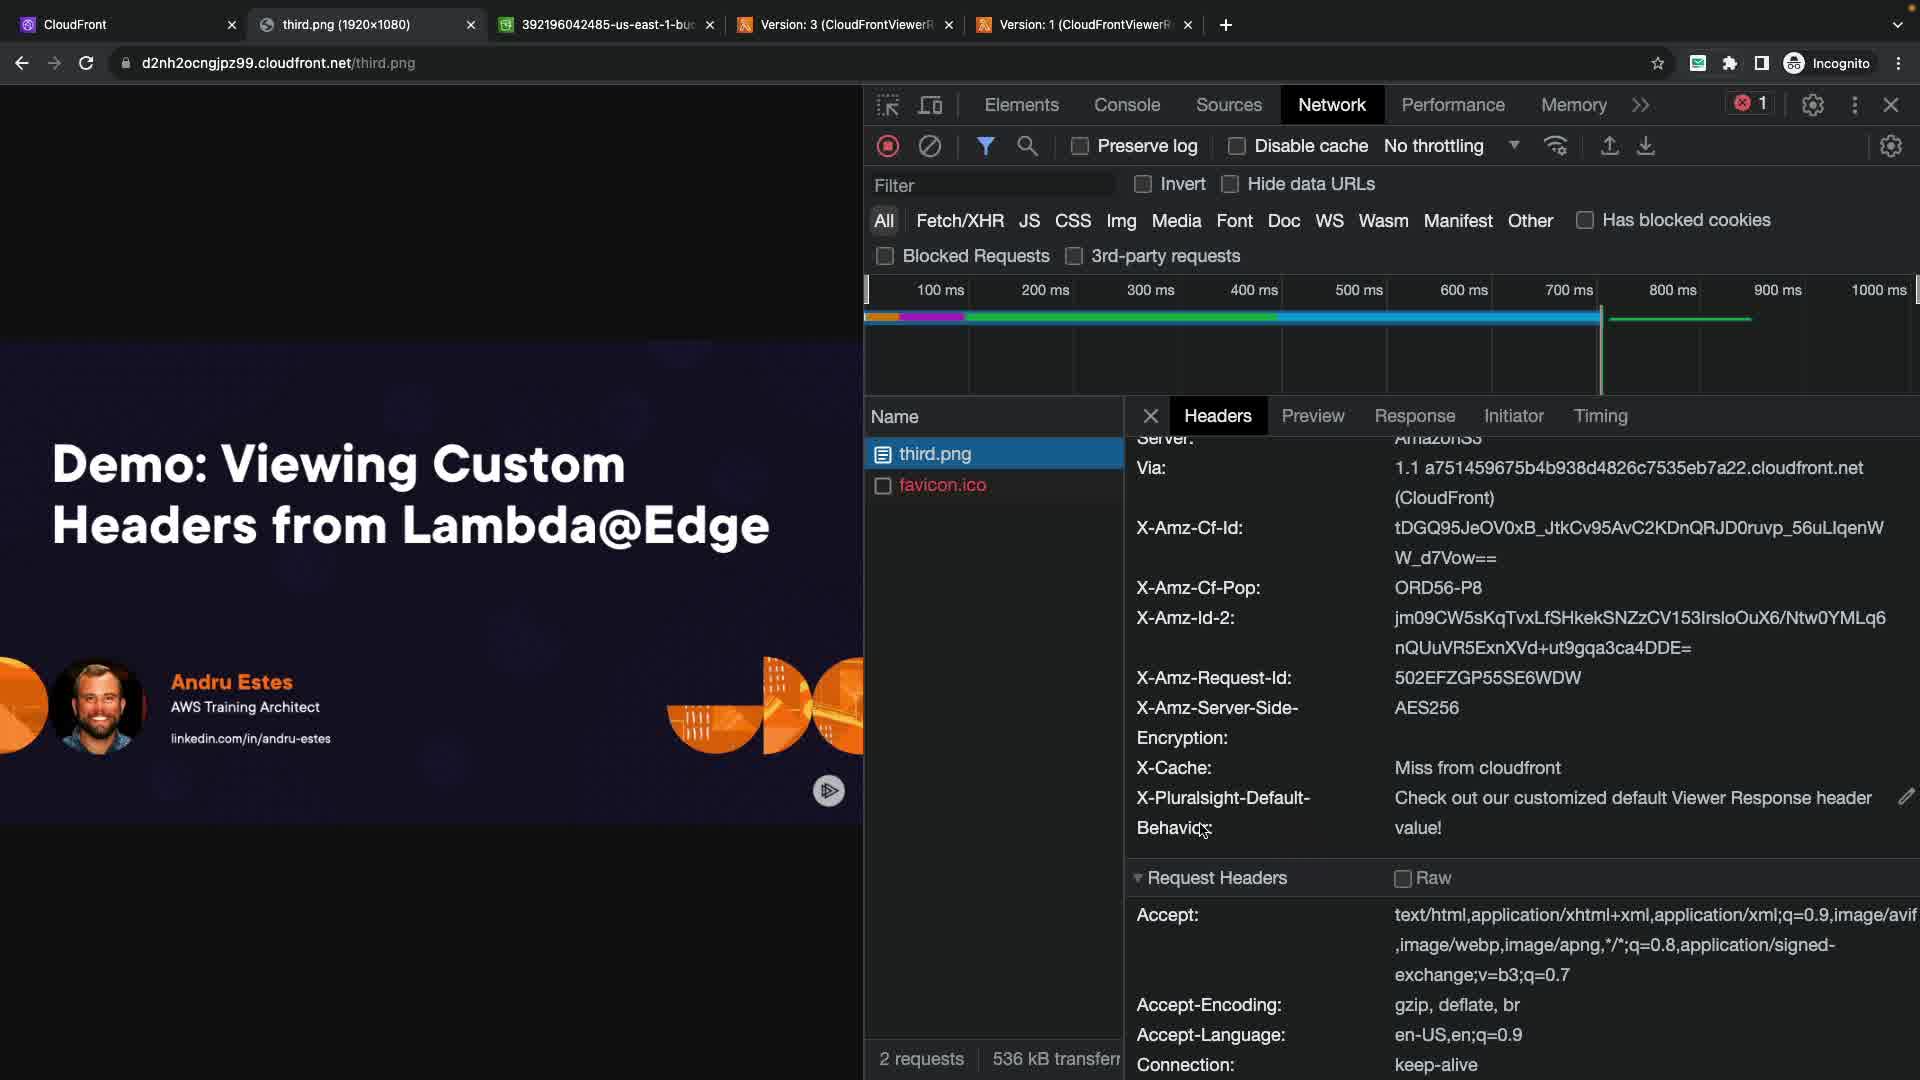 CloudFront
third.png (1920×1080)
392196042485-us-east-1-buc
Version: 3 (CloudFrontViewerR
Version: 1 (CloudFrontViewerR
d2nh2ocngjpz99.cloudfront.net/third.png
Incognito
Elements Console Sources Network Performance Memory
1
Preserve log
Disable cache
No throttling
Filter
Invert
Hide data URLs
All Fetch/XHR JS CSS Img Media Font Doc WS Wasm Manifest Other
Has blocked cookies
Blocked Requests
3rd-party requests
100 ms 200 ms 300 ms 400 ms 500 ms 600 ms 700 ms 800 ms 900 ms 1000 ms
Demo: Viewing Custom
Headers from Lambda@Edge
Andru Estes
AWS Training Architect
linkedin.com/in/andru-estes
Name
third.png
favicon.ico
2 requests
536 kB transferr
Headers Preview Response Initiator Timing
Server: AmazonS3
Via: 1.1 a751459675b4b938d4826c7535eb7a22.cloudfront.net
(CloudFront)
X-Amz-Cf-Id: tDGQ95JeOV0xB_JtkCv95AvC2KDnQRJD0ruvp_56uLIqenW
W_d7Vow==
X-Amz-Cf-Pop: ORD56-P8
X-Amz-Id-2: jm09CW5sKqTvxLfSHkekSNZzCV153IrsloOuX6/Ntw0YMLq6
nQUuVR5ExnXVd+ut9gqa3ca4DDE=
X-Amz-Request-Id: 502EFZGP55SE6WDW
X-Amz-Server-Side- AES256
Encryption:
X-Cache: Miss from cloudfront
X-Pluralsight-Default- Check out our customized default Viewer Response header
Behavior: value!
Request Headers
Raw
Accept: text/html,application/xhtml+xml,application/xml;q=0.9,image/avif
,image/webp,image/apng,*/*;q=0.8,application/signed-
exchange;v=b3;q=0.7
Accept-Encoding: gzip, deflate, br
Accept-Language: en-US,en;q=0.9
Connection: keep-alive